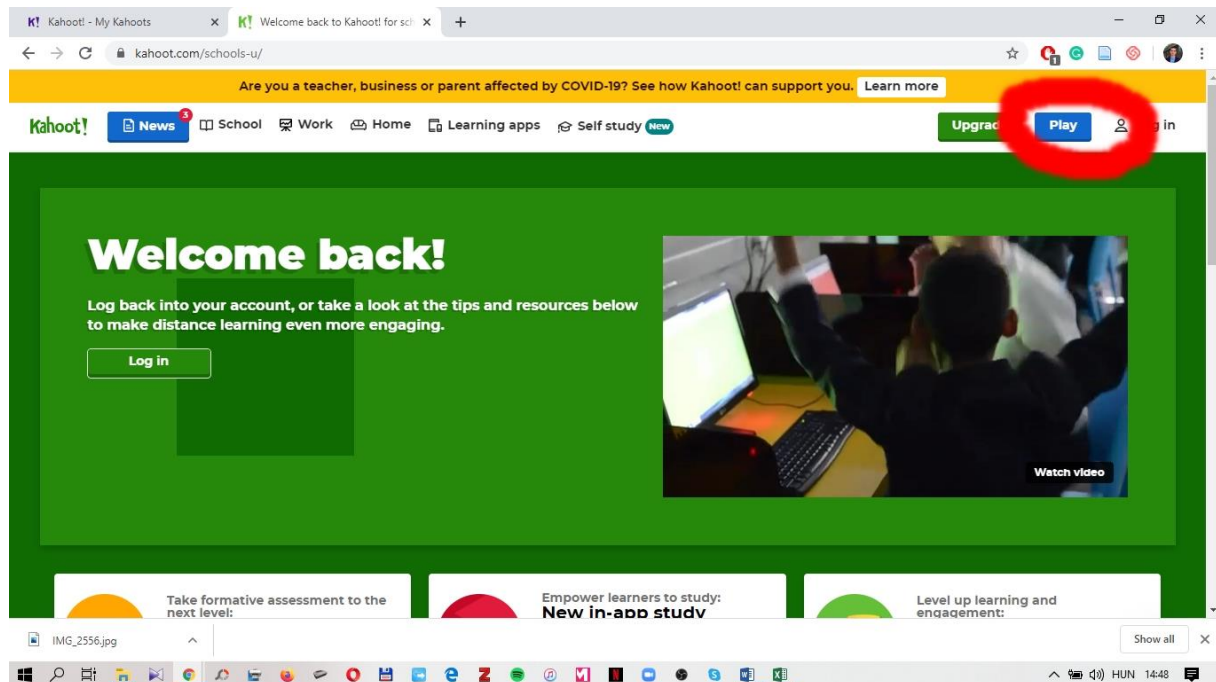 K! Kahoot! - My Kahoots
K! Welcome back to Kahoot! for sch
kahoot.com/schools-u/
Are you a teacher, business or parent affected by COVID-19? See how Kahoot! can support you. Learn more
Kahoot! News 3 School Work Home Learning apps Self study New Upgrad Play in
Welcome back!
Log back into your account, or take a look at the tips and resources below
to make distance learning even more engaging.
Log in
Watch video
Take formative assessment to the
next level:
Empower learners to study:
New in-app study
Level up learning and
engagement:
IMG_2556.jpg
Show all
HUN 14:48